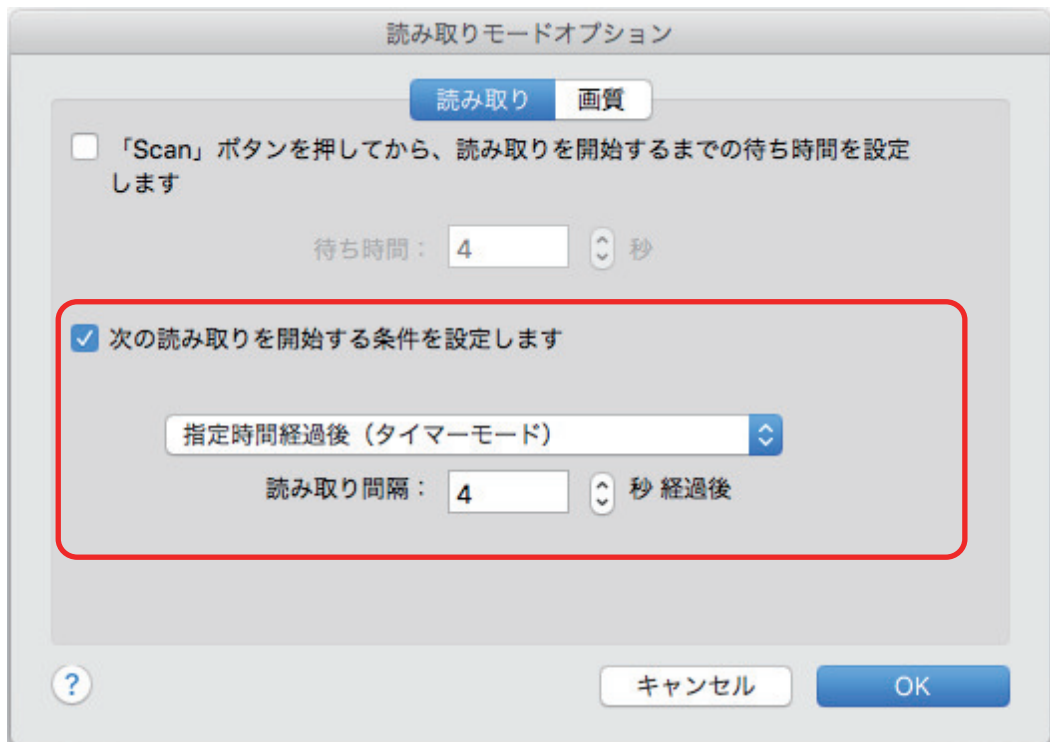 読み取りモードオプション
読み取り 画質
「Scan」ボタンを押してから、読み取りを開始するまでの待ち時間を設定
します
待ち時間： 4 秒
次の読み取りを開始する条件を設定します
指定時間経過後（タイマーモード）
読み取り間隔： 4 秒 経過後
? キャンセル OK